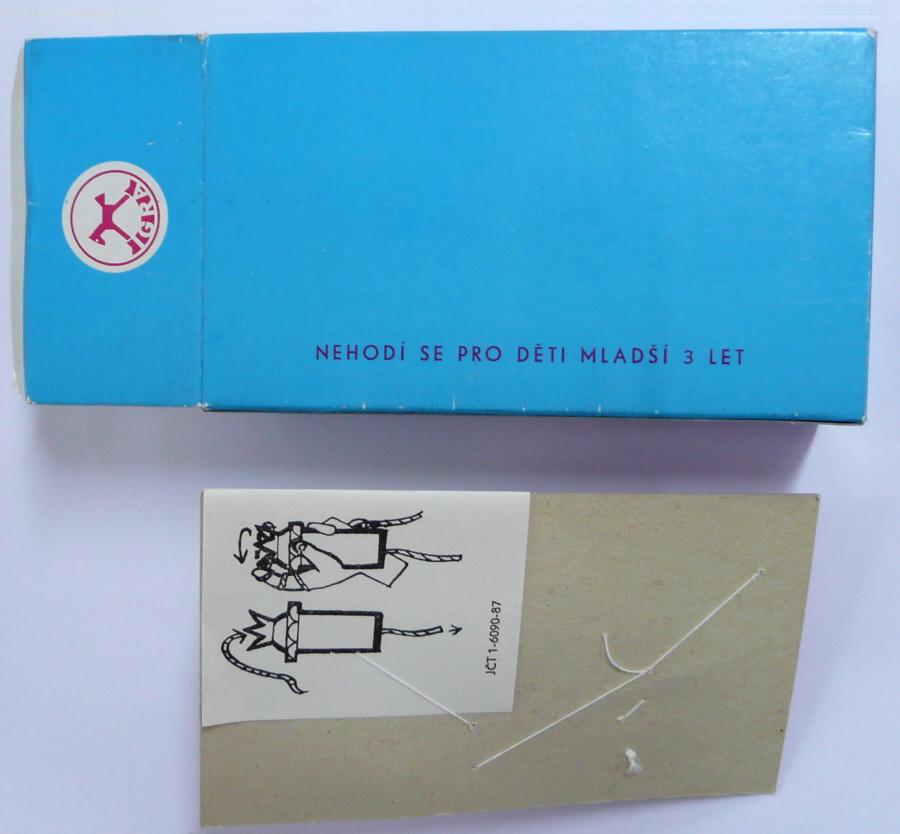 IGRA
NEHODÍ SE PRO DĚTI MLADŠÍ 3 LET
JČT 1-6090-87